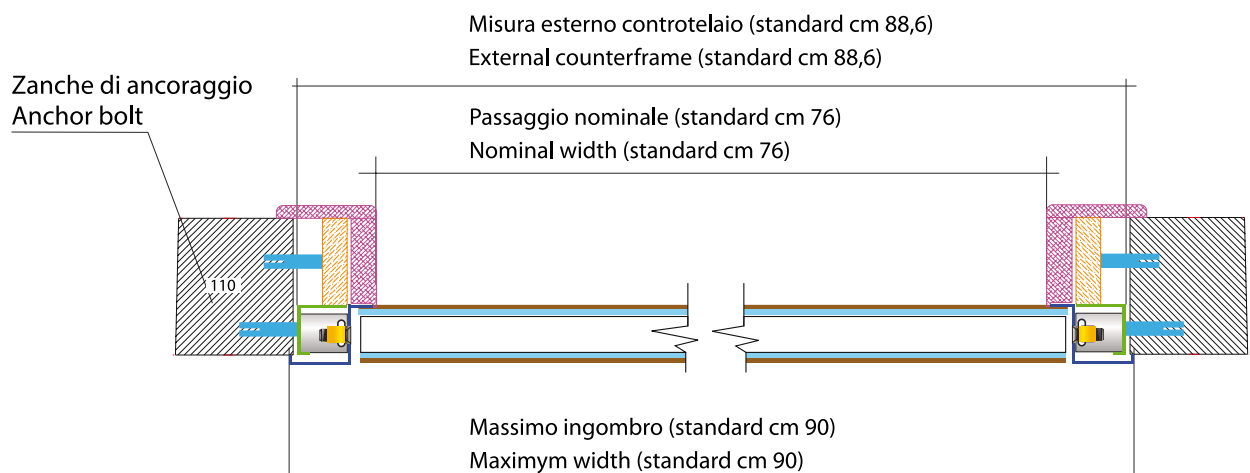 Misura esterno controtelaio (standard cm 88,6)
External counterframe (standard cm 88,6)
Zanche di ancoraggio
Anchor bolt
Passaggio nominale (standard cm 76)
Nominal width (standard cm 76)
110
Massimo ingombro (standard cm 90)
Maximym width (standard cm 90)